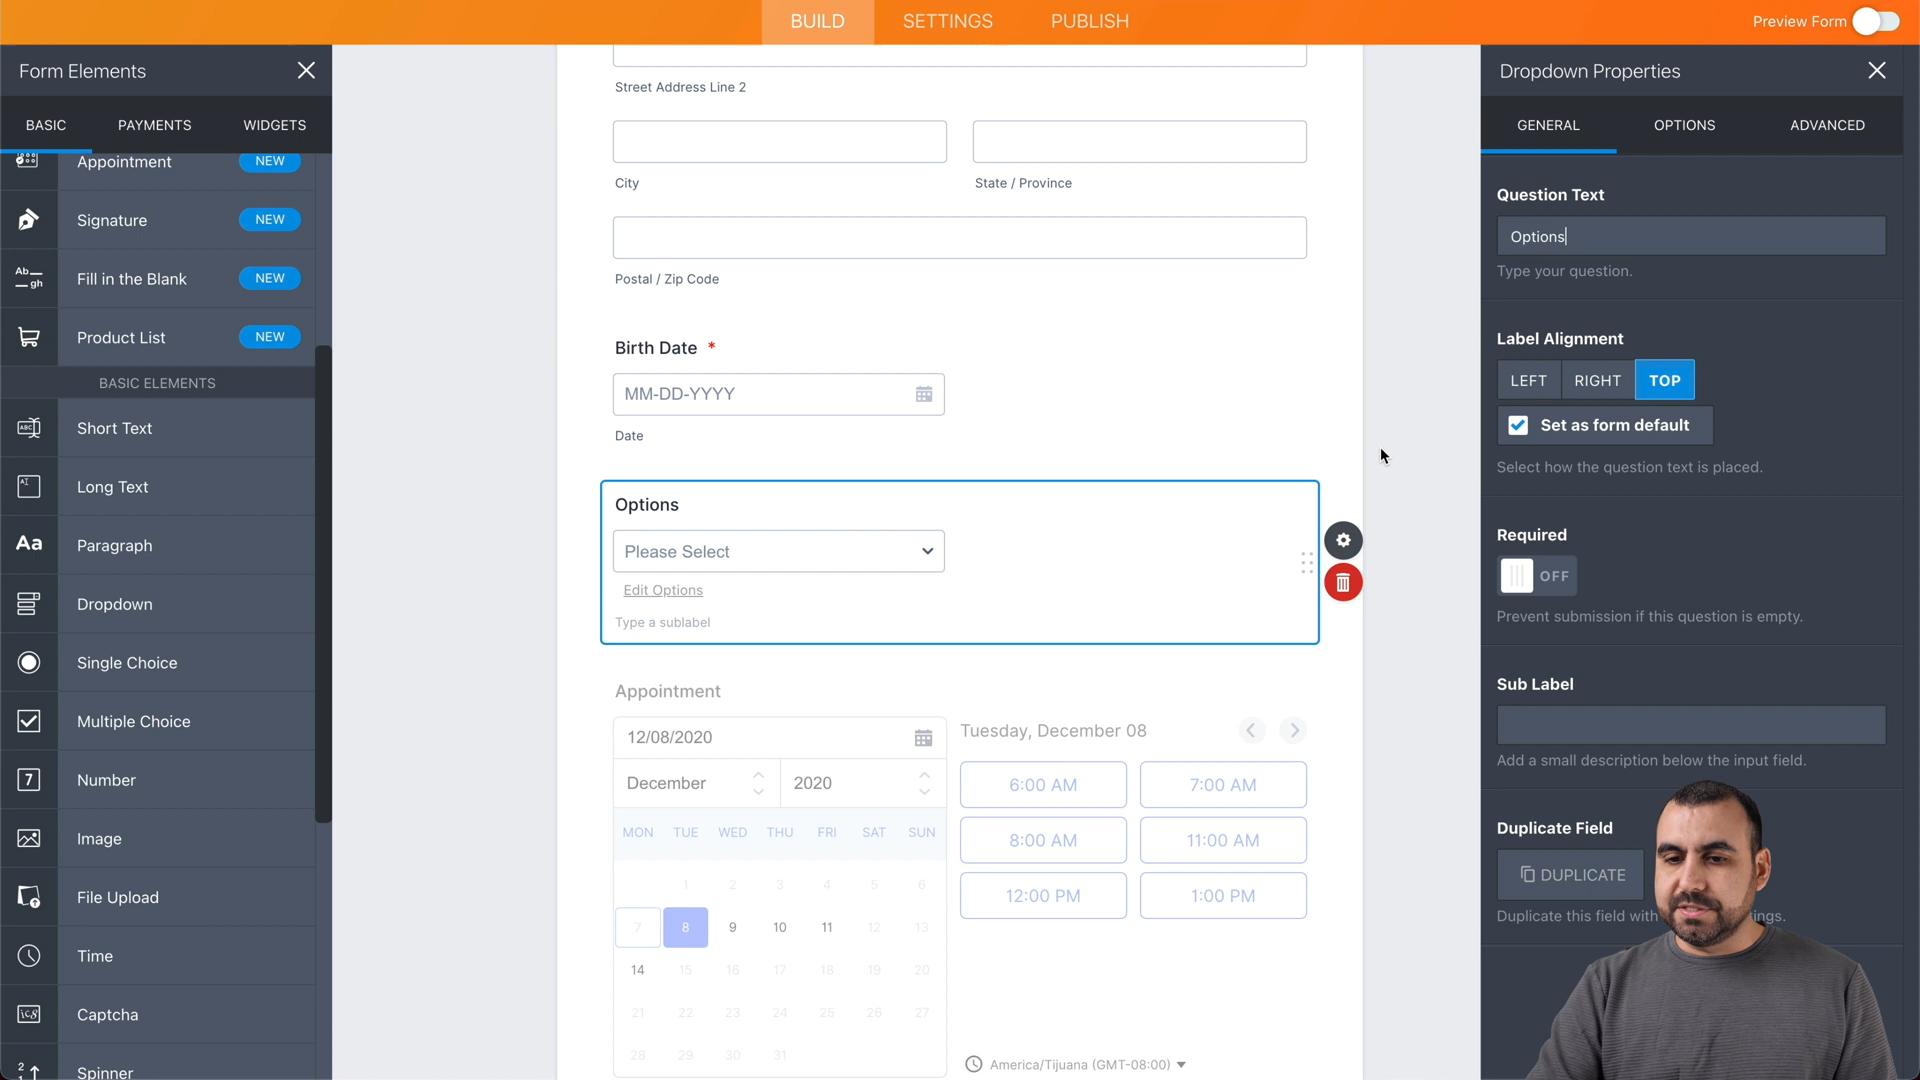 BUILD
SETTINGS
PUBLISH
Preview Form
Form Elements
BASIC
PAYMENTS
WIDGETS
Appointment NEW
Signature NEW
Ab
gh
Fill in the Blank NEW
Product List NEW
BASIC ELEMENTS
Short Text
Long Text
Aa Paragraph
Dropdown
Single Choice
Multiple Choice
7 Number
Image
File Upload
Time
Captcha
Spinner
Street Address Line 2
City
State / Province
Postal / Zip Code
Birth Date *
MM-DD-YYYY
Date
Options
Please Select
Edit Options
Type a sublabel
Appointment
12/08/2020
December 2020
MON TUE WED THU FRI SAT SUN
1 2 3 4 5 6
7 8 9 10 11 12 13
14 15 16 17 18 19 20
21 22 23 24 25 26 27
28 29 30 31
Tuesday, December 08
6:00 AM 7:00 AM
8:00 AM 11:00 AM
12:00 PM 1:00 PM
America/Tijuana (GMT-08:00)
Dropdown Properties
GENERAL
OPTIONS
ADVANCED
Question Text
Options
Type your question.
Label Alignment
LEFT RIGHT TOP
Set as form default
Select how the question text is placed.
Required
OFF
Prevent submission if this question is empty.
Sub Label
Add a small description below the input field.
Duplicate Field
DUPLICATE
Duplicate this field with